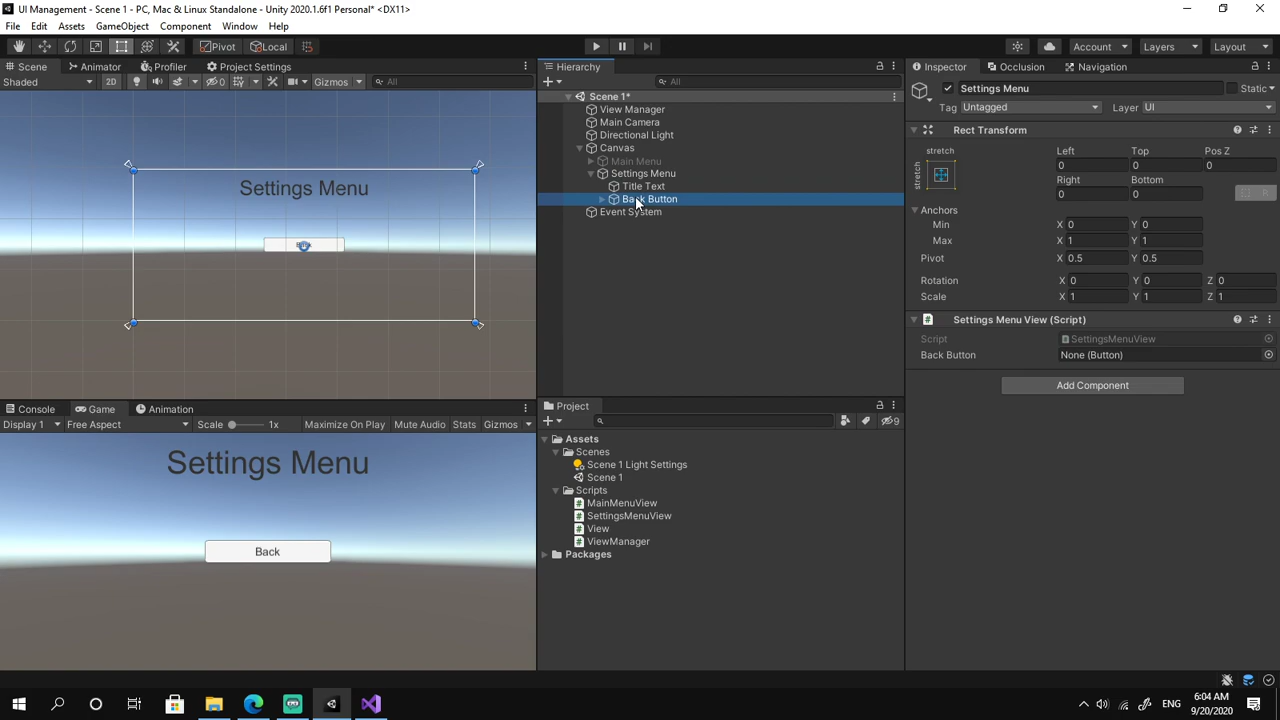 UI Management - Scene 1 - PC, Mac & Linux Standalone - Unity 2020.1.6f1 Personal* <DX11>
File Edit Assets GameObject Component Window Help
Pivot Local Account Layers Layout
Scene Animator Profiler Project Settings
Shaded 2D 0 Gizmos All
Settings Menu
Hierarchy
All
Scene 1*
View Manager
Main Camera
Directional Light
Canvas
Main Menu
Settings Menu
Title Text
Back Button
Event System
Inspector Occlusion Navigation
Settings Menu Static
Tag Untagged Layer UI
Rect Transform
stretch Left Top Pos Z
stretch 0 0 0
Right Bottom
0 0 R
Anchors
Min X 0 Y 0
Max X 1 Y 1
Pivot X 0.5 Y 0.5
Rotation X 0 Y 0 Z 0
Scale X 1 Y 1 Z 1
Settings Menu View (Script)
Script SettingsMenuView
Back Button None (Button)
Add Component
Console Game Animation
Display 1 Free Aspect Scale 1x Maximize On Play Mute Audio Stats Gizmos
Settings Menu
Back
Project
9
Assets
Scenes
Scene 1 Light Settings
Scene 1
Scripts
MainMenuView
SettingsMenuView
View
ViewManager
Packages
ENG
6:04 AM
9/20/2020